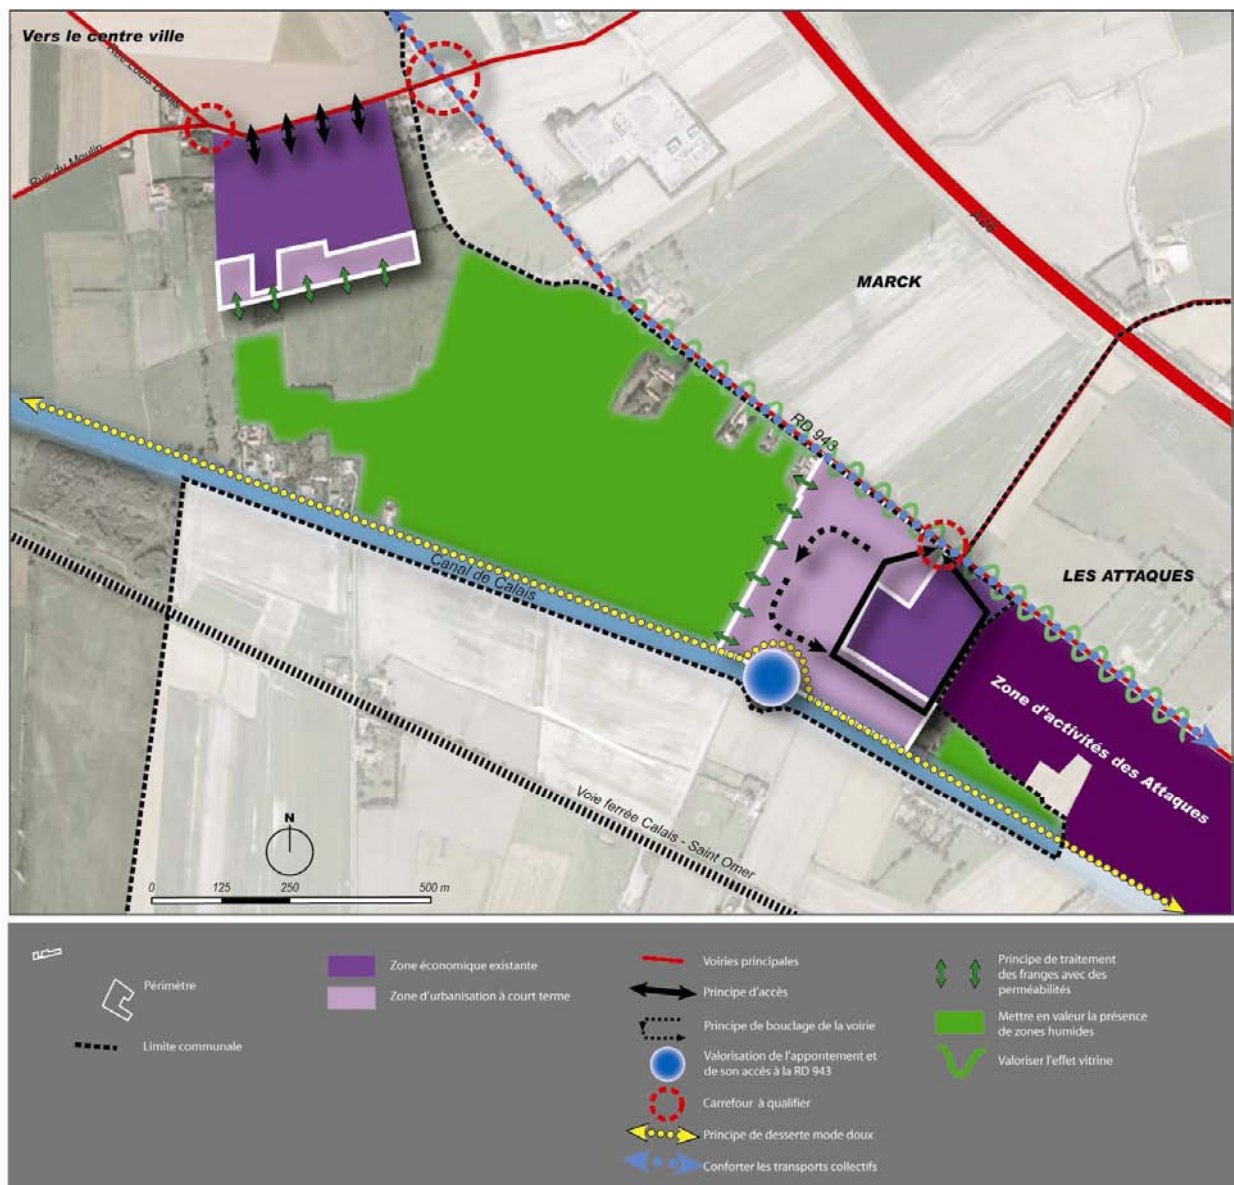 Vers le centre ville
Rue Louis Denis
Rue du Moulin
A26
MARCK
RD 943
LES ATTAQUES
Canal de Calais
Zone d'activités des Attaques
Voie ferrée Calais - Saint Omer
N
0 125 250 500 m
Périmètre
Limite communale
Zone économique existante
Zone d'urbanisation à court terme
Voiries principales
Principe d'accès
Principe de bouclage de la voirie
Valorisation de l'appontement et
de son accès à la RD 943
Carrefour à qualifier
Principe de desserte mode doux
Conforter les transports collectifs
Principe de traitement
des franges avec des
perméabilités
Mettre en valeur la présence
de zones humides
Valoriser l'effet vitrine